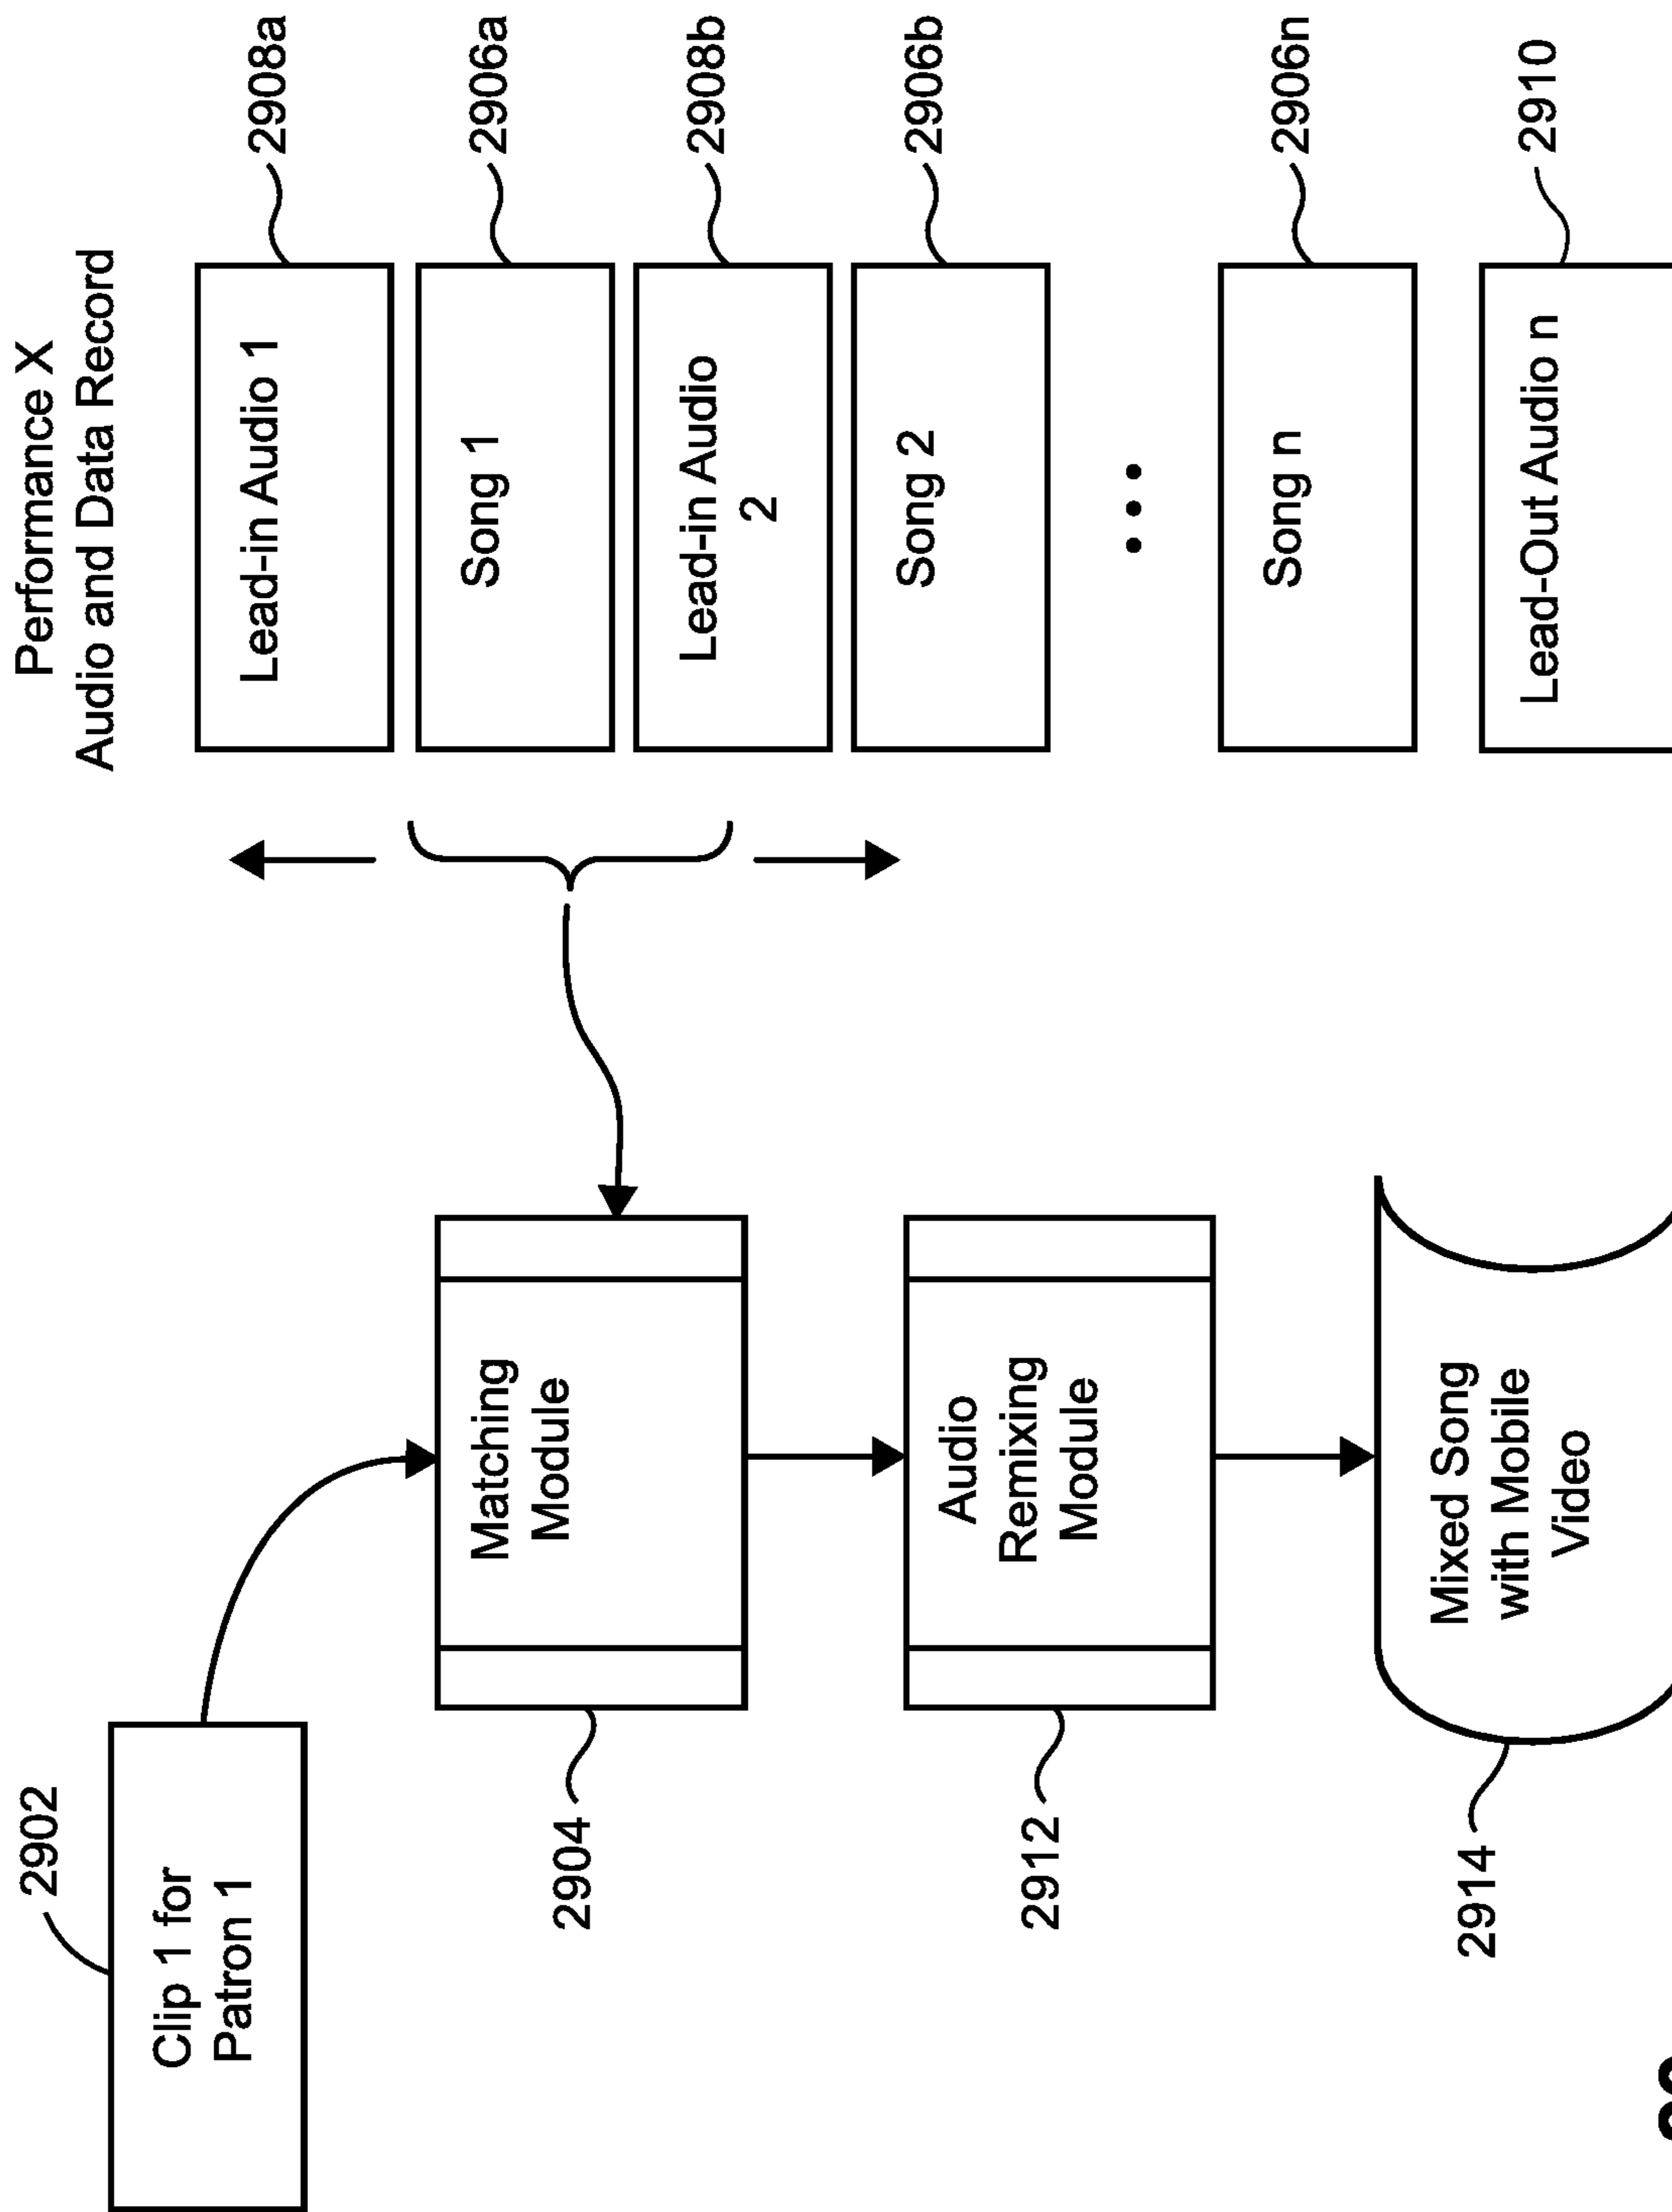 Performance X
Audio and Data Record
2902
Clip 1 for
Patron 1
Lead-in Audio 1
2908a
Song 1
2906a
2904
Matching
Module
Lead-in Audio
2
2908b
Song 2
2906b
2912
Audio
Remixing
Module
Song n
2906n
2914
Mixed Song
with Mobile
Video
Lead-Out Audio n
2910